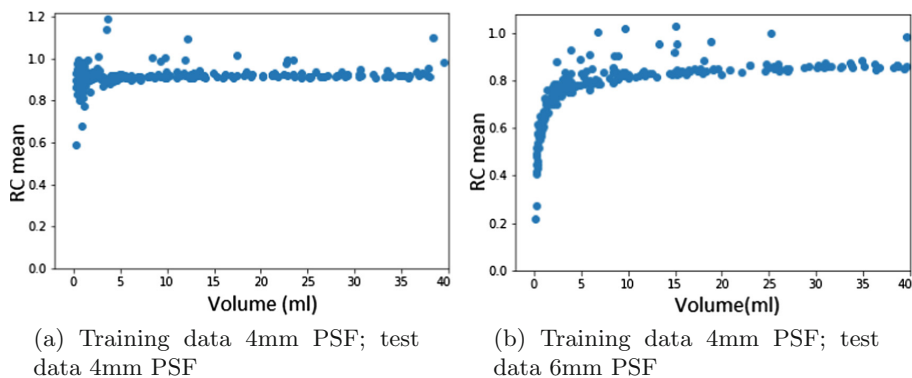 1.2
1.0
0.8
0.6
0.4
0.2
0.0
RC mean
0 5 10 15 20 25 30 35 40
Volume (ml)
(a) Training data 4mm PSF; test
data 4mm PSF
1.0
0.8
0.6
0.4
0.2
0.0
RC mean
0 5 10 15 20 25 30 35 40
Volume(ml)
(b) Training data 4mm PSF; test
data 6mm PSF